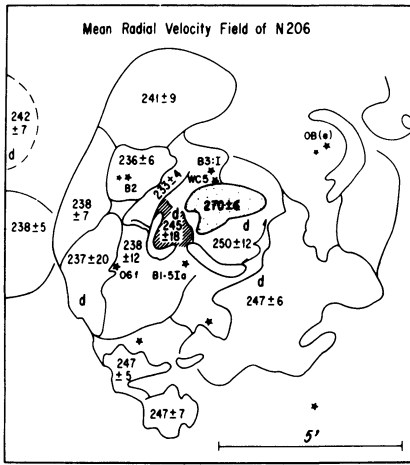 Mean Radial Velocity Field of N206
241±9
OB(e)
242
±7
d
236±6
B2
233±4
B3:I
WC5
270±6
d
245
±18
d
250±12
238
±7
238±5
237±20
d
238
±12
O6f
B1-5Ia
d
247±6
247
±5
247±7
5'